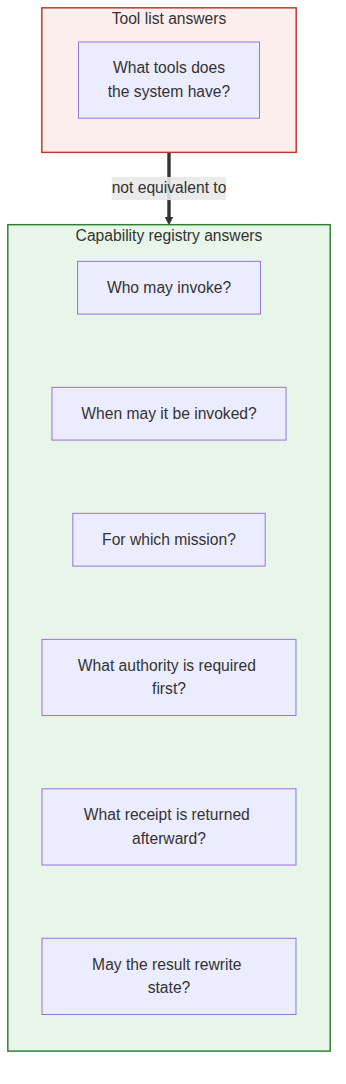 Tool list answers
What tools does
the system have?
not equivalent to
Capability registry answers
Who may invoke?
When may it be invoked?
For which mission?
What authority is required
first?
What receipt is returned
afterward?
May the result rewrite
state?